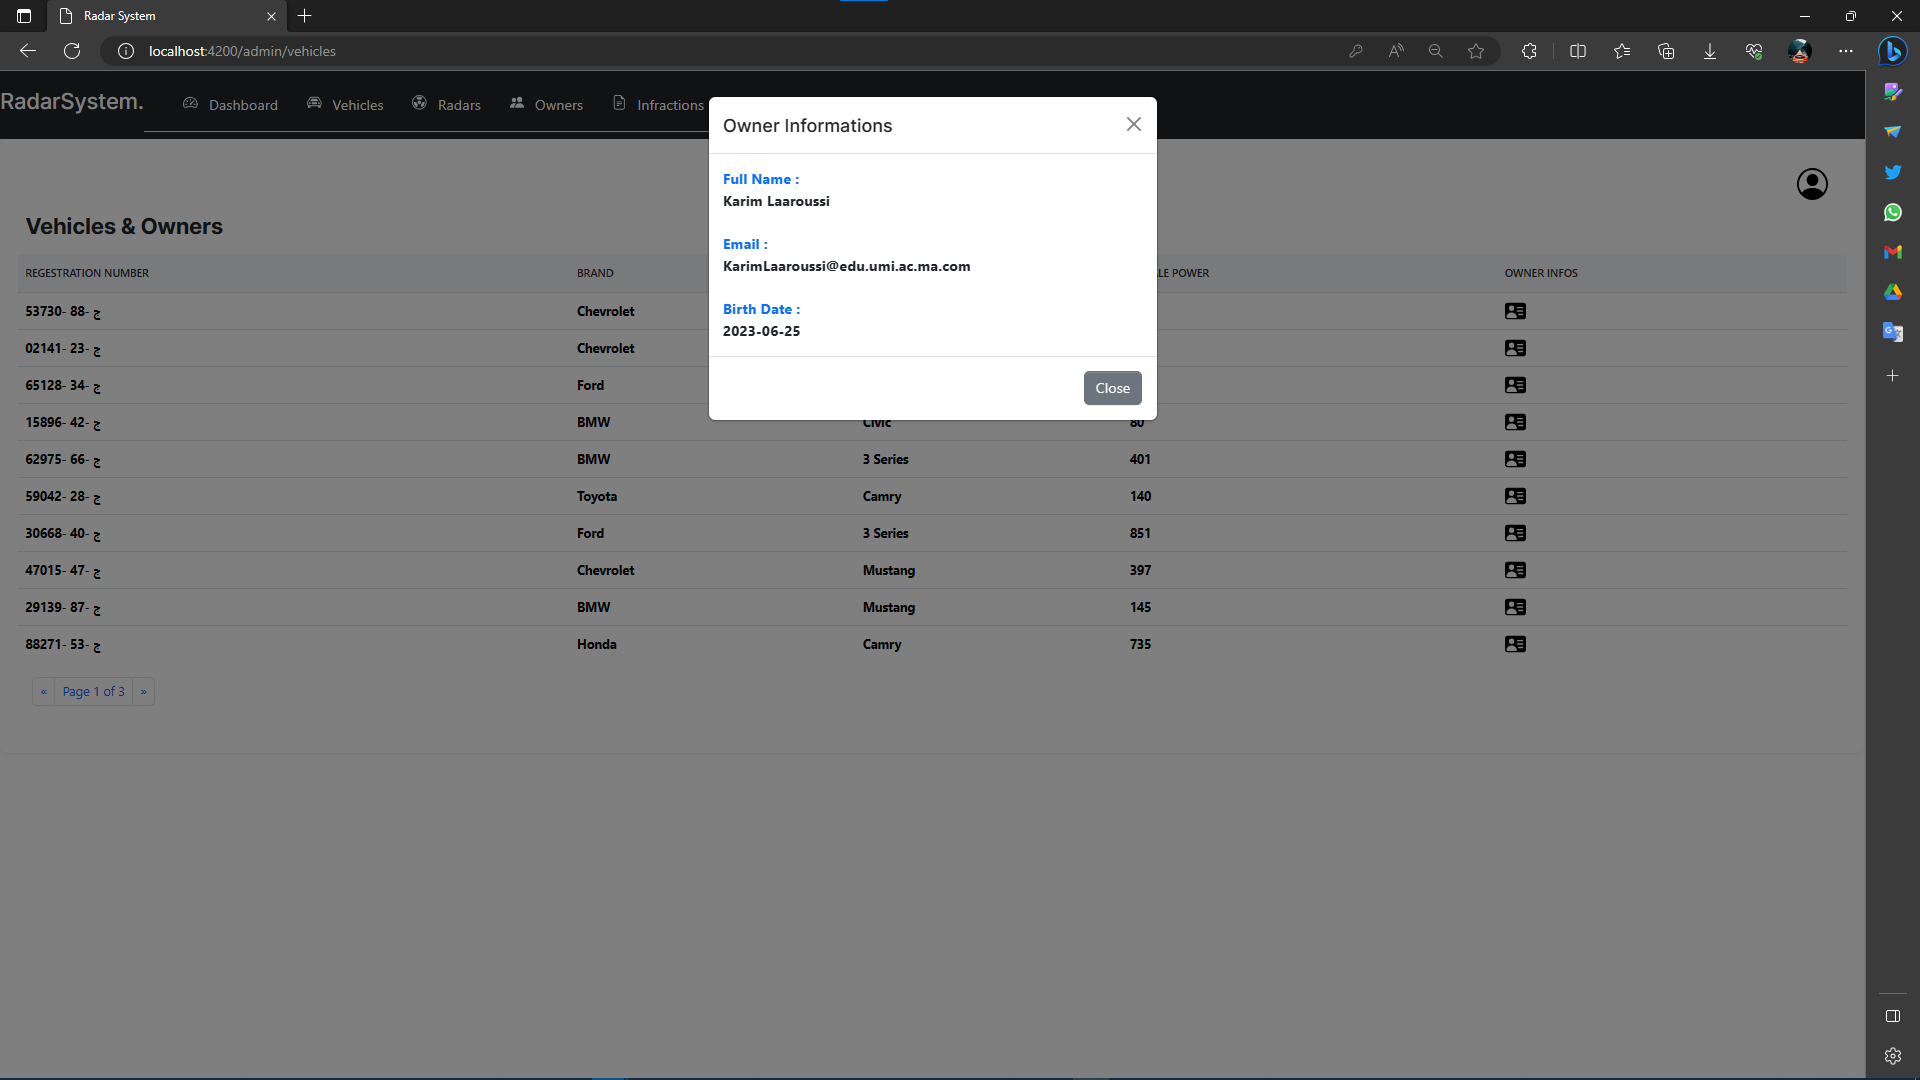 Radar System
localhost:4200/admin/vehicles
RadarSystem.
Dashboard
Vehicles
Radars
Owners
Infractions
Owner Informations
Full Name :
Karim Laaroussi
Email :
KarimLaaroussi@edu.umi.ac.ma.com
Birth Date :
2023-06-25
Close
Vehicles & Owners
REGESTRATION NUMBER BRAND POWER OWNER INFOS
53730- 88- ج Chevrolet
02141- 23- ج Chevrolet
65128- 34- ج Ford
15896- 42- ج BMW Civic 80
62975- 66- ج BMW 3 Series 401
59042- 28- ج Toyota Camry 140
30668- 40- ج Ford 3 Series 851
47015- 47- ج Chevrolet Mustang 397
29139- 87- ج BMW Mustang 145
88271- 53- ج Honda Camry 735
« Page 1 of 3 »